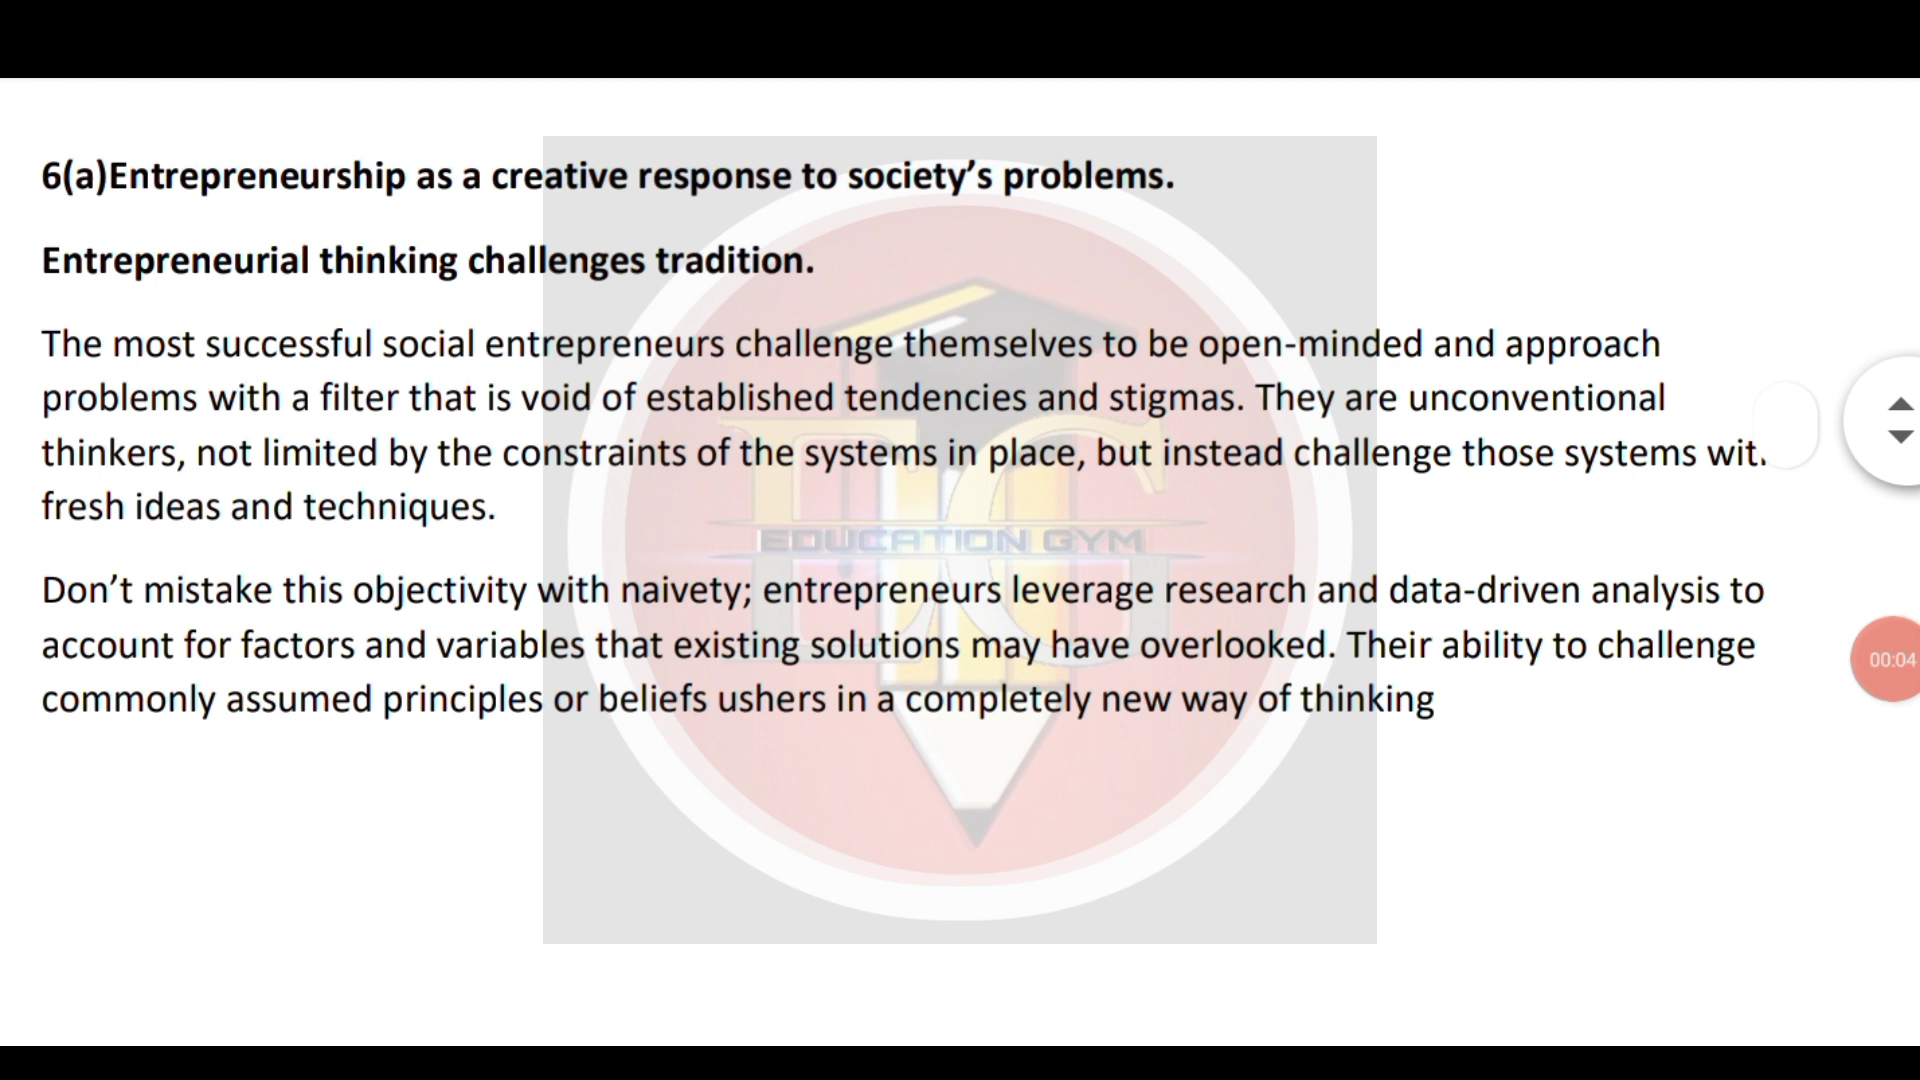 6(a)Entrepreneurship as a creative response to society’s problems.
Entrepreneurial thinking challenges tradition.
The most successful social entrepreneurs challenge themselves to be open-minded and approach
problems with a filter that is void of established tendencies and stigmas. They are unconventional
thinkers, not limited by the constraints of the systems in place, but instead challenge those systems
fresh ideas and techniques.
EDUCATION GYM
Don’t mistake this objectivity with naivety; entrepreneurs leverage research and data-driven analysis to
account for factors and variables that existing solutions may have overlooked. Their ability to challenge
00:04
commonly assumed principles or beliefs ushers in a completely new way of thinking